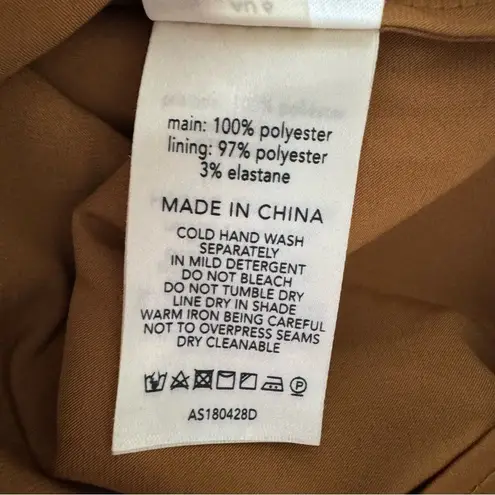 main: 100% polyester
lining: 97% polyester
3% elastane
MADE IN CHINA
COLD HAND WASH
SEPARATELY
IN MILD DETERGENT
DO NOT BLEACH
DO NOT TUMBLE DRY
LINE DRY IN SHADE
WARM IRON BEING CAREFUL
NOT TO OVERPRESS SEAMS
DRY CLEANABLE
P
AS180428D